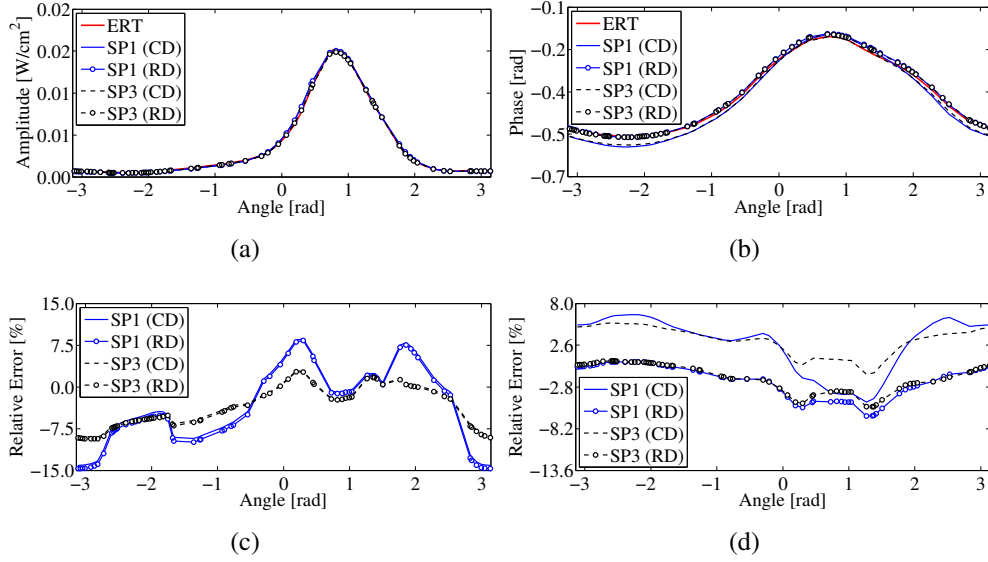 Amplitude [W/cm²]
0.02
0.02
0.01
0.01
0.00
ERT
SP1 (CD)
SP1 (RD)
SP3 (CD)
SP3 (RD)
−3 −2 −1 0 1 2 3
Angle [rad]
(a)
Phase [rad]
−0.1
−0.2
−0.4
−0.5
−0.7
ERT
SP1 (CD)
SP1 (RD)
SP3 (CD)
SP3 (RD)
−3 −2 −1 0 1 2 3
Angle [rad]
(b)
Relative Error [%]
15.0
7.5
0.0
−7.5
−15.0
SP1 (CD)
SP1 (RD)
SP3 (CD)
SP3 (RD)
−3 −2 −1 0 1 2 3
Angle [rad]
(c)
Relative Error [%]
8.0
2.6
−2.8
−8.2
−13.6
SP1 (CD)
SP1 (RD)
SP3 (CD)
SP3 (RD)
−3 −2 −1 0 1 2 3
Angle [rad]
(d)